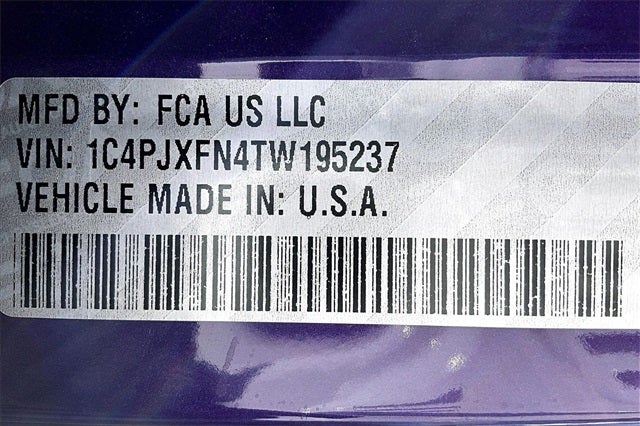 MFD BY: FCA US LLC
VIN: 1C4PJXFN4TW195237
VEHICLE MADE IN: U.S.A.